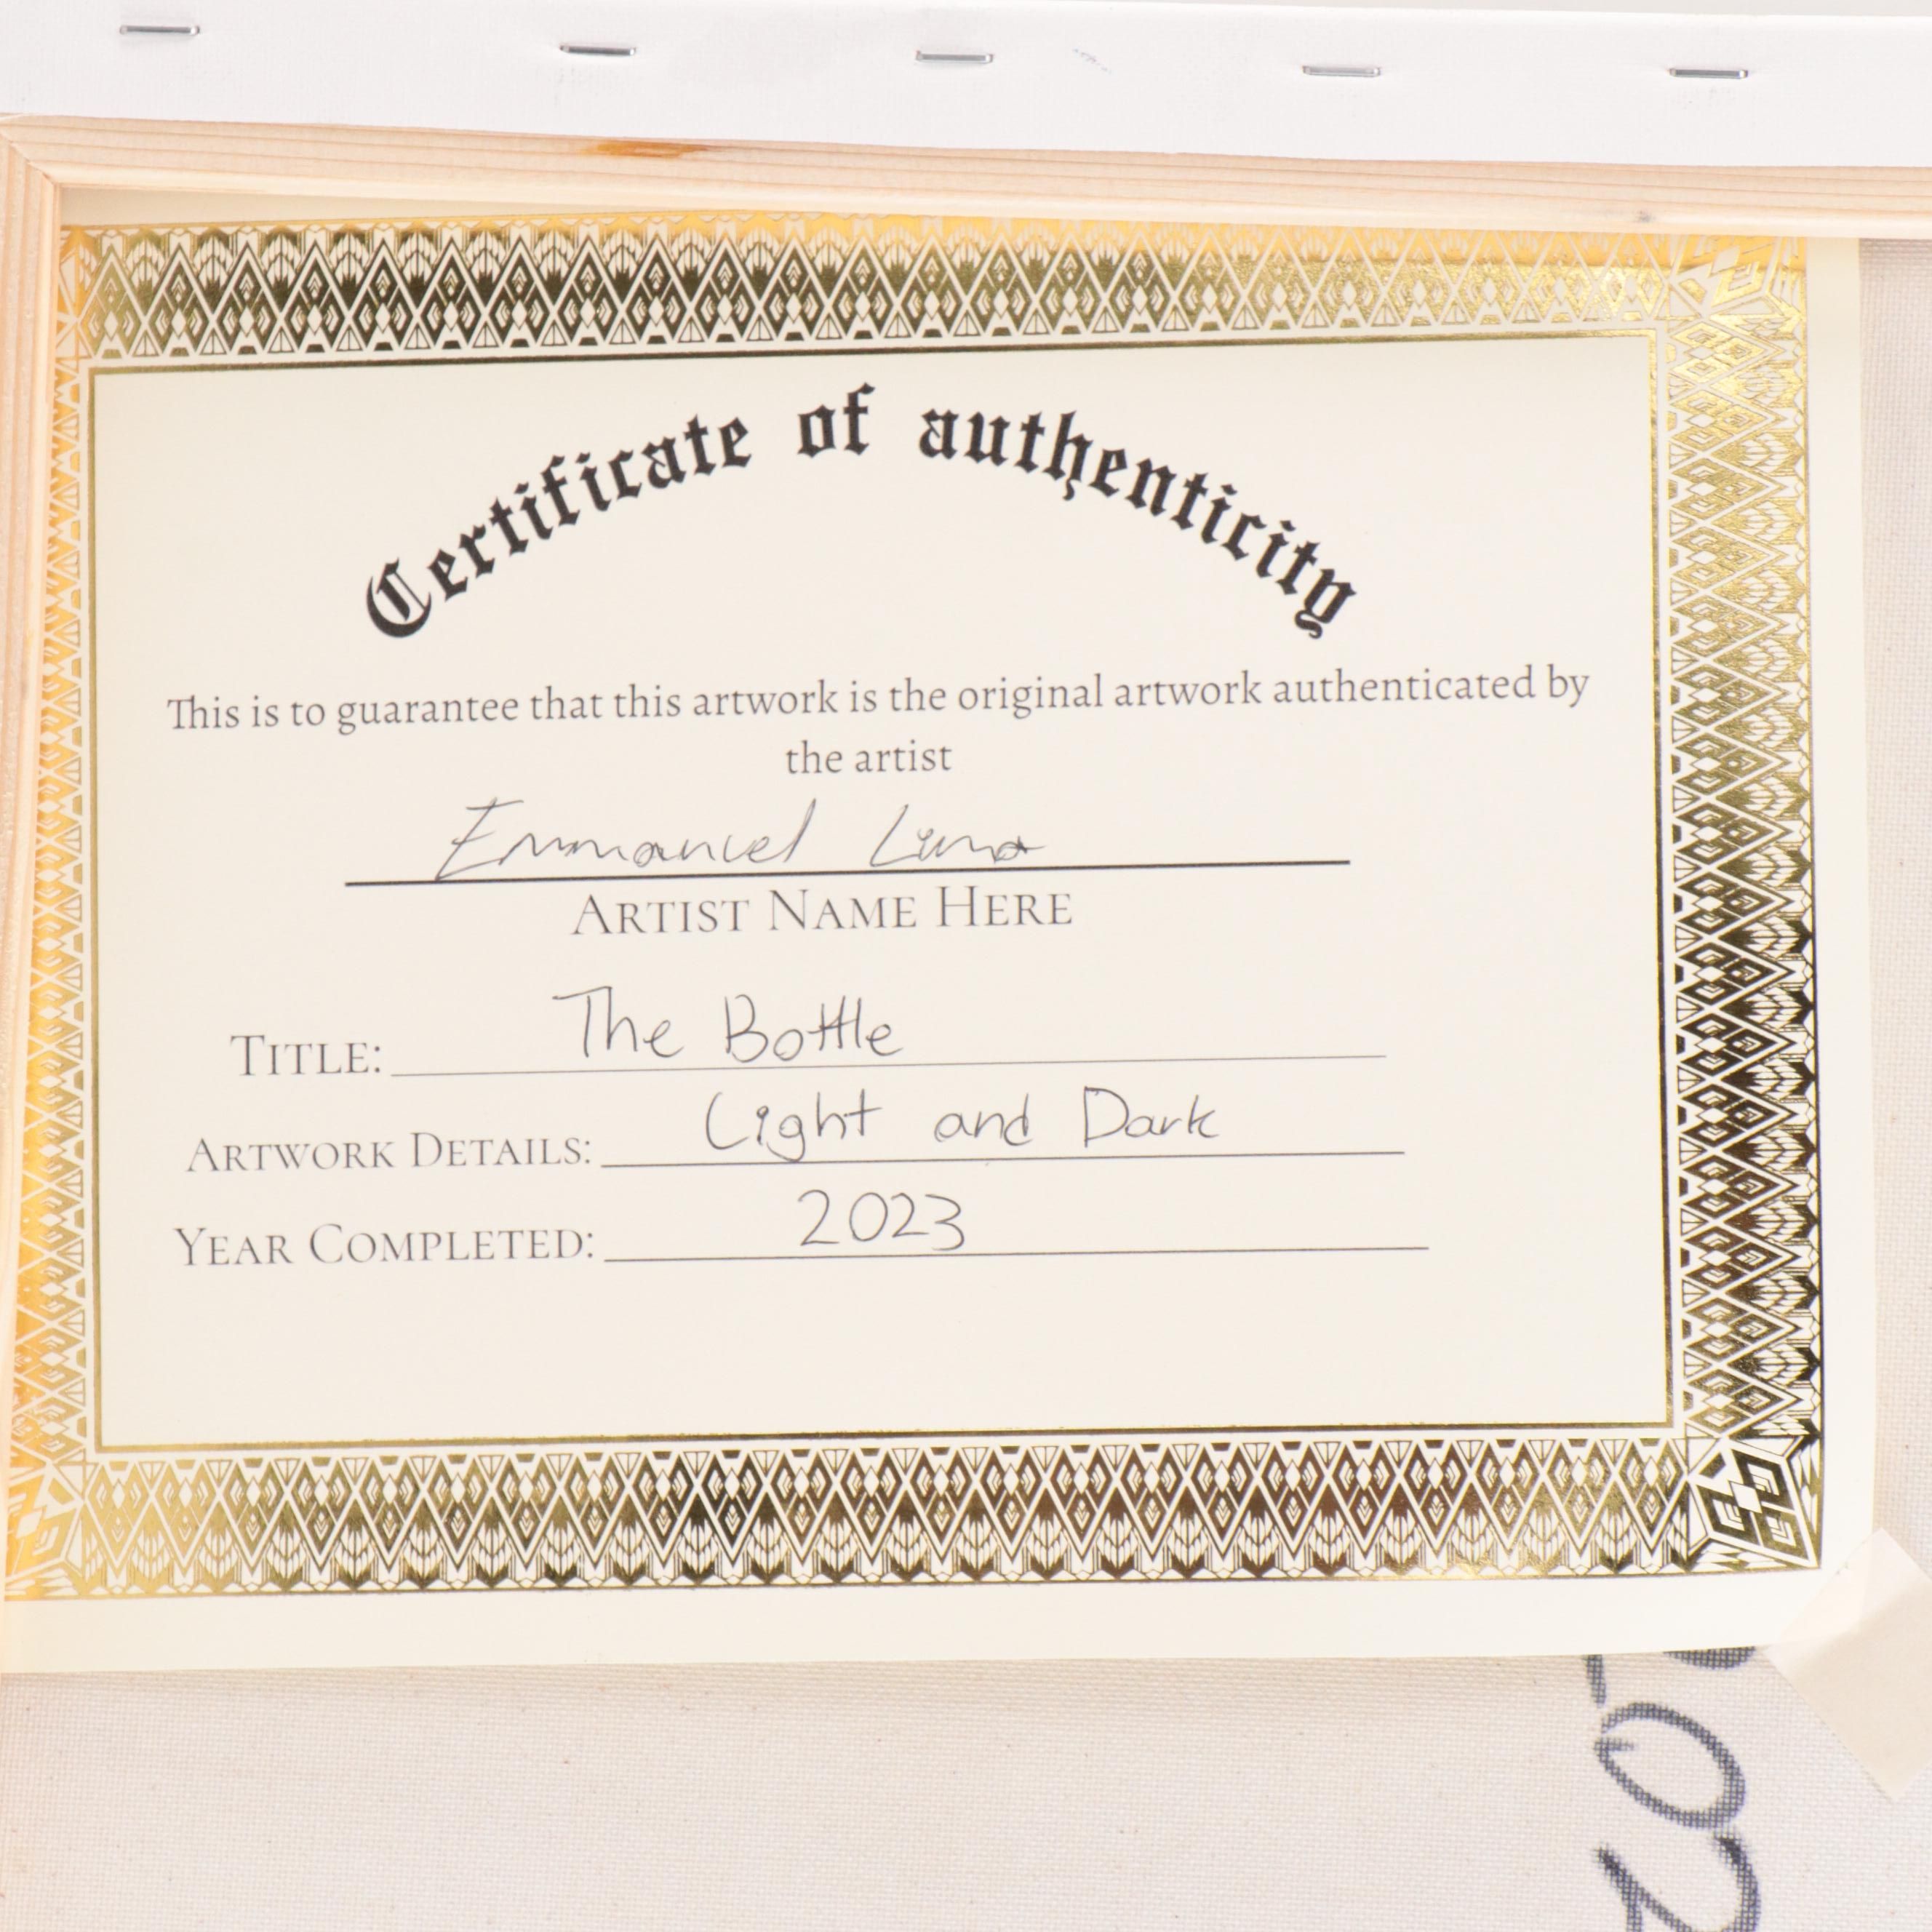 Certificate of authenticity
This is to guarantee that this artwork is the original artwork authenticated by
the artist
Emmanuel Luna
ARTIST NAME HERE
TITLE: The Bottle
ARTWORK DETAILS: Light and Dark
YEAR COMPLETED: 2023